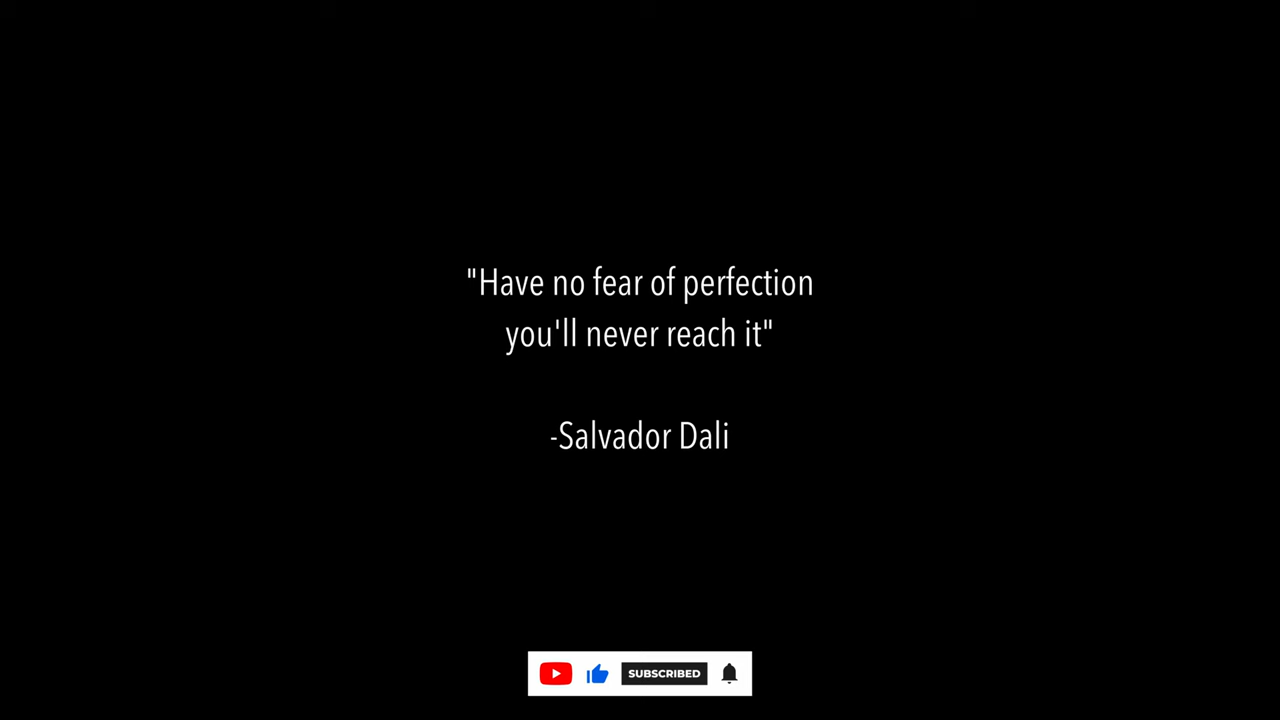 "Have no fear of perfection
you'll never reach it"
-Salvador Dali
SUBSCRIBED